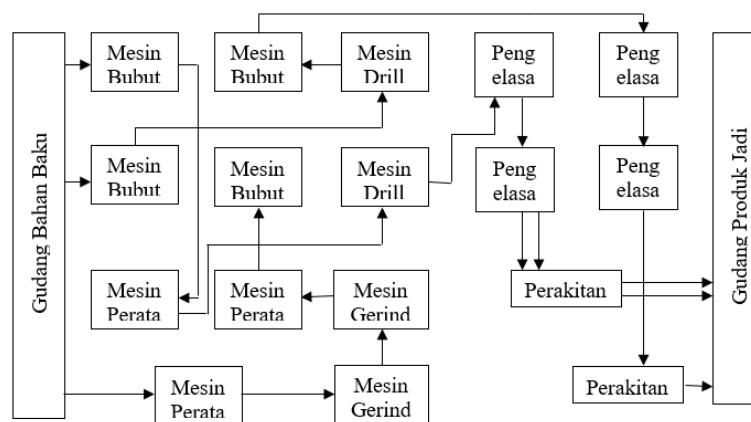 Gudang Bahan Baku
Mesin
Bubut
Mesin
Bubut
Mesin
Drill
Peng
elasa
Peng
elasa
Mesin
Bubut
Mesin
Bubut
Mesin
Drill
Peng
elasa
Peng
elasa
Mesin
Perata
Mesin
Perata
Mesin
Gerind
Perakitan
Mesin
Perata
Mesin
Gerind
Perakitan
Gudang Produk Jadi